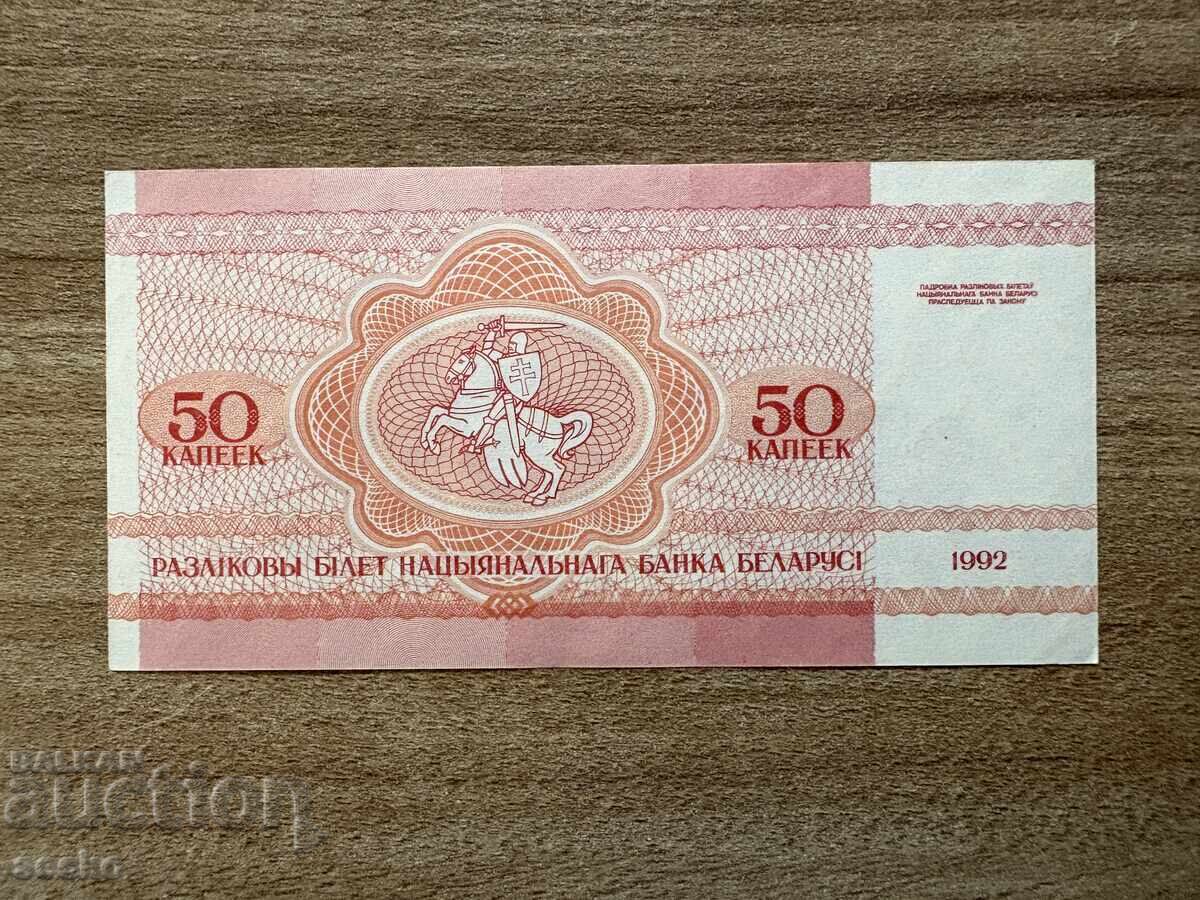 ПАДРОБКА РАЗЛІКОВЫХ БІЛЕТАЎ
НАЦЫЯНАЛЬНАГА БАНКА БЕЛАРУСІ
ПРАСЛЕДУЕЦЦА ПА ЗАКОНУ
50
КАПЕЕК
50
КАПЕЕК
РАЗЛІКОВЫ БІЛЕТ НАЦЫЯНАЛЬНАГА БАНКА БЕЛАРУСІ
1992
BALKAN
auction
aesko.